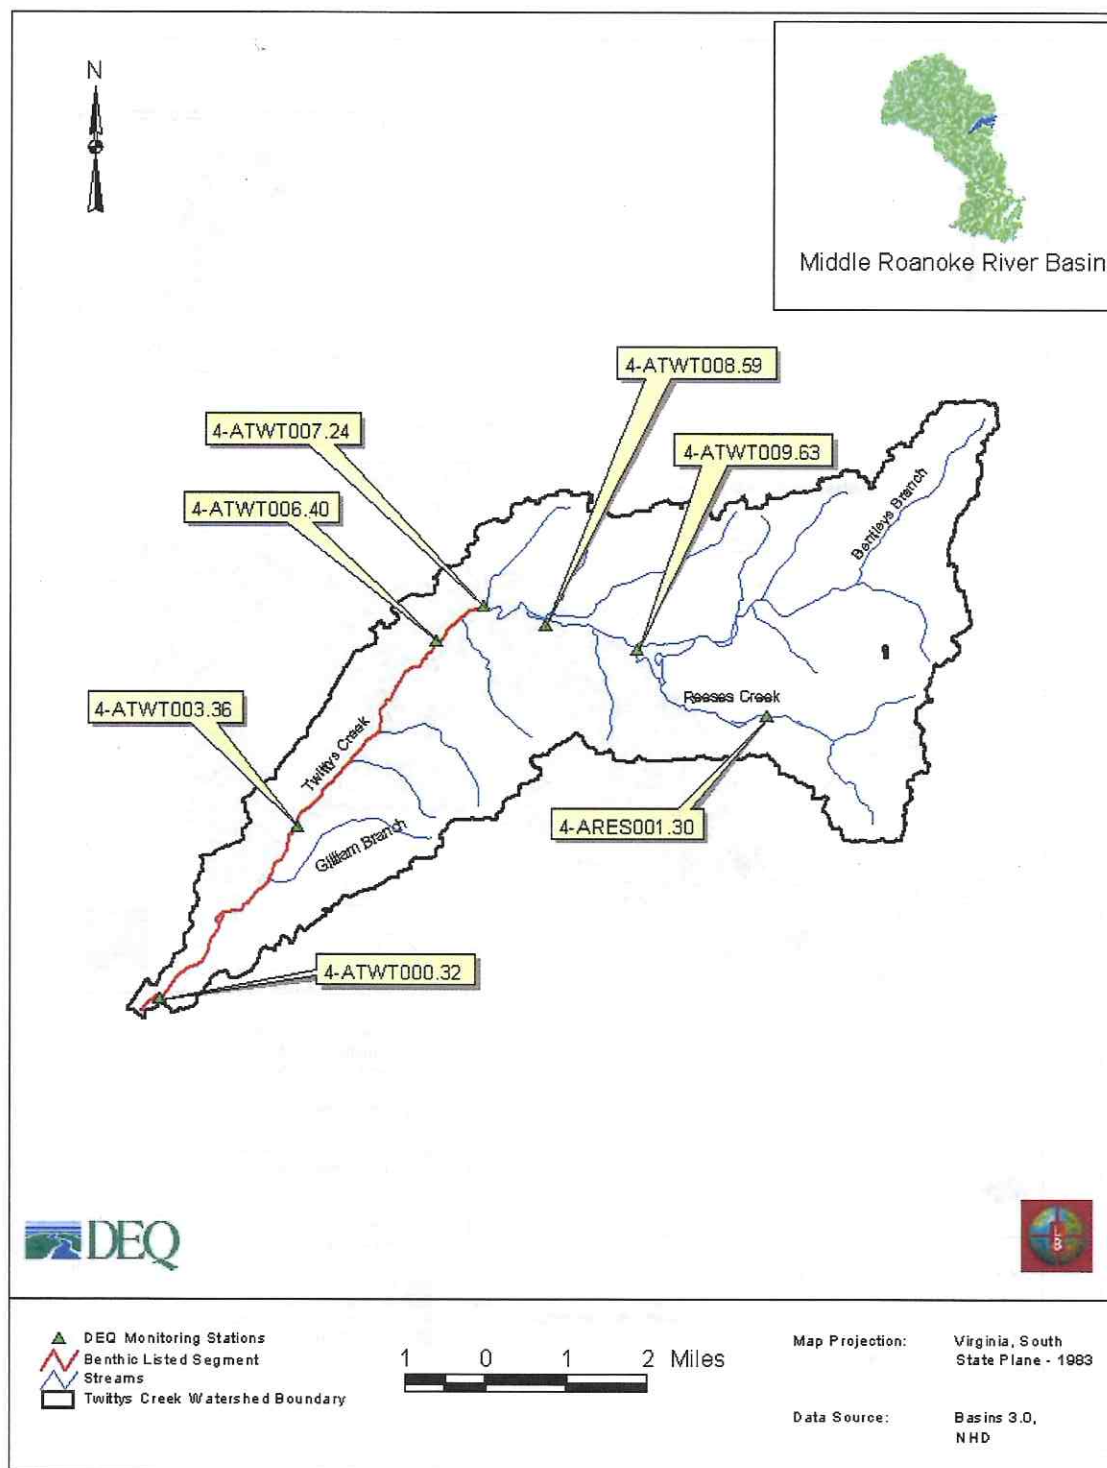 N
Middle Roanoke River Basin
4-ATWT008.59
4-ATWT007.24
4-ATWT009.63
4-ATWT006.40
Bentleys Branch
4-ATWT003.36
Reeses Creek
Twittys Creek
4-ARES001.30
Gilliam Branch
4-ATWT000.32
DEQ
DEQ Monitoring Stations
Benthic Listed Segment
Streams
Twittys Creek Watershed Boundary
1 0 1 2 Miles
Map Projection: Virginia, South
State Plane - 1983
Data Source: Basins 3.0,
NHD